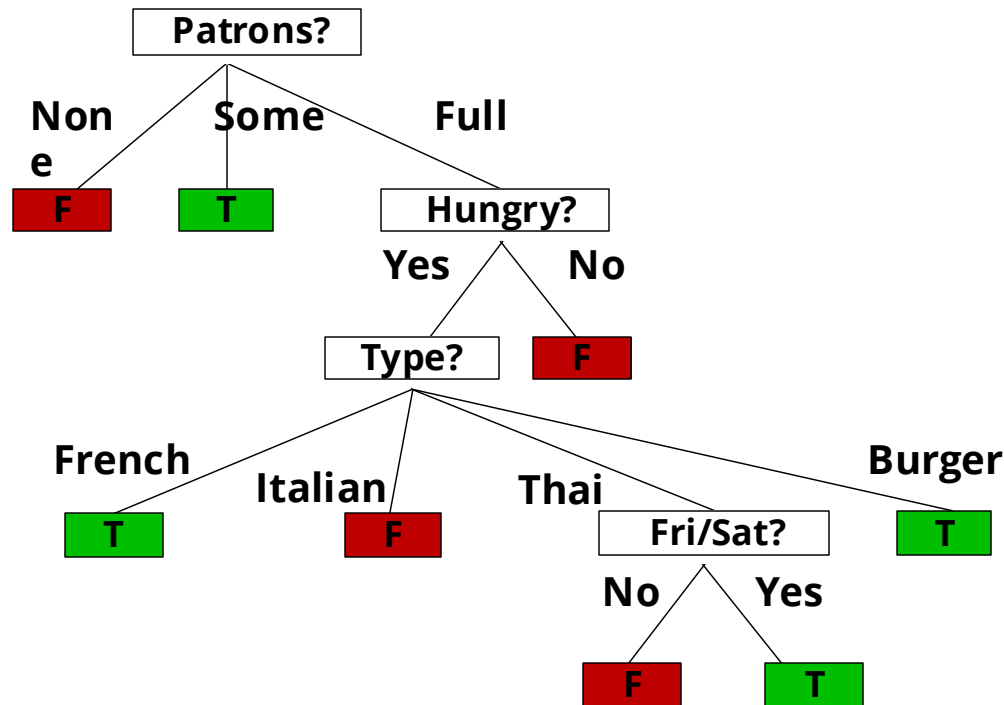 Patrons?
Non Some Full
e
F T Hungry?
Yes No
Type? F
French Burger
Italian Thai
T F Fri/Sat? T
No Yes
F T